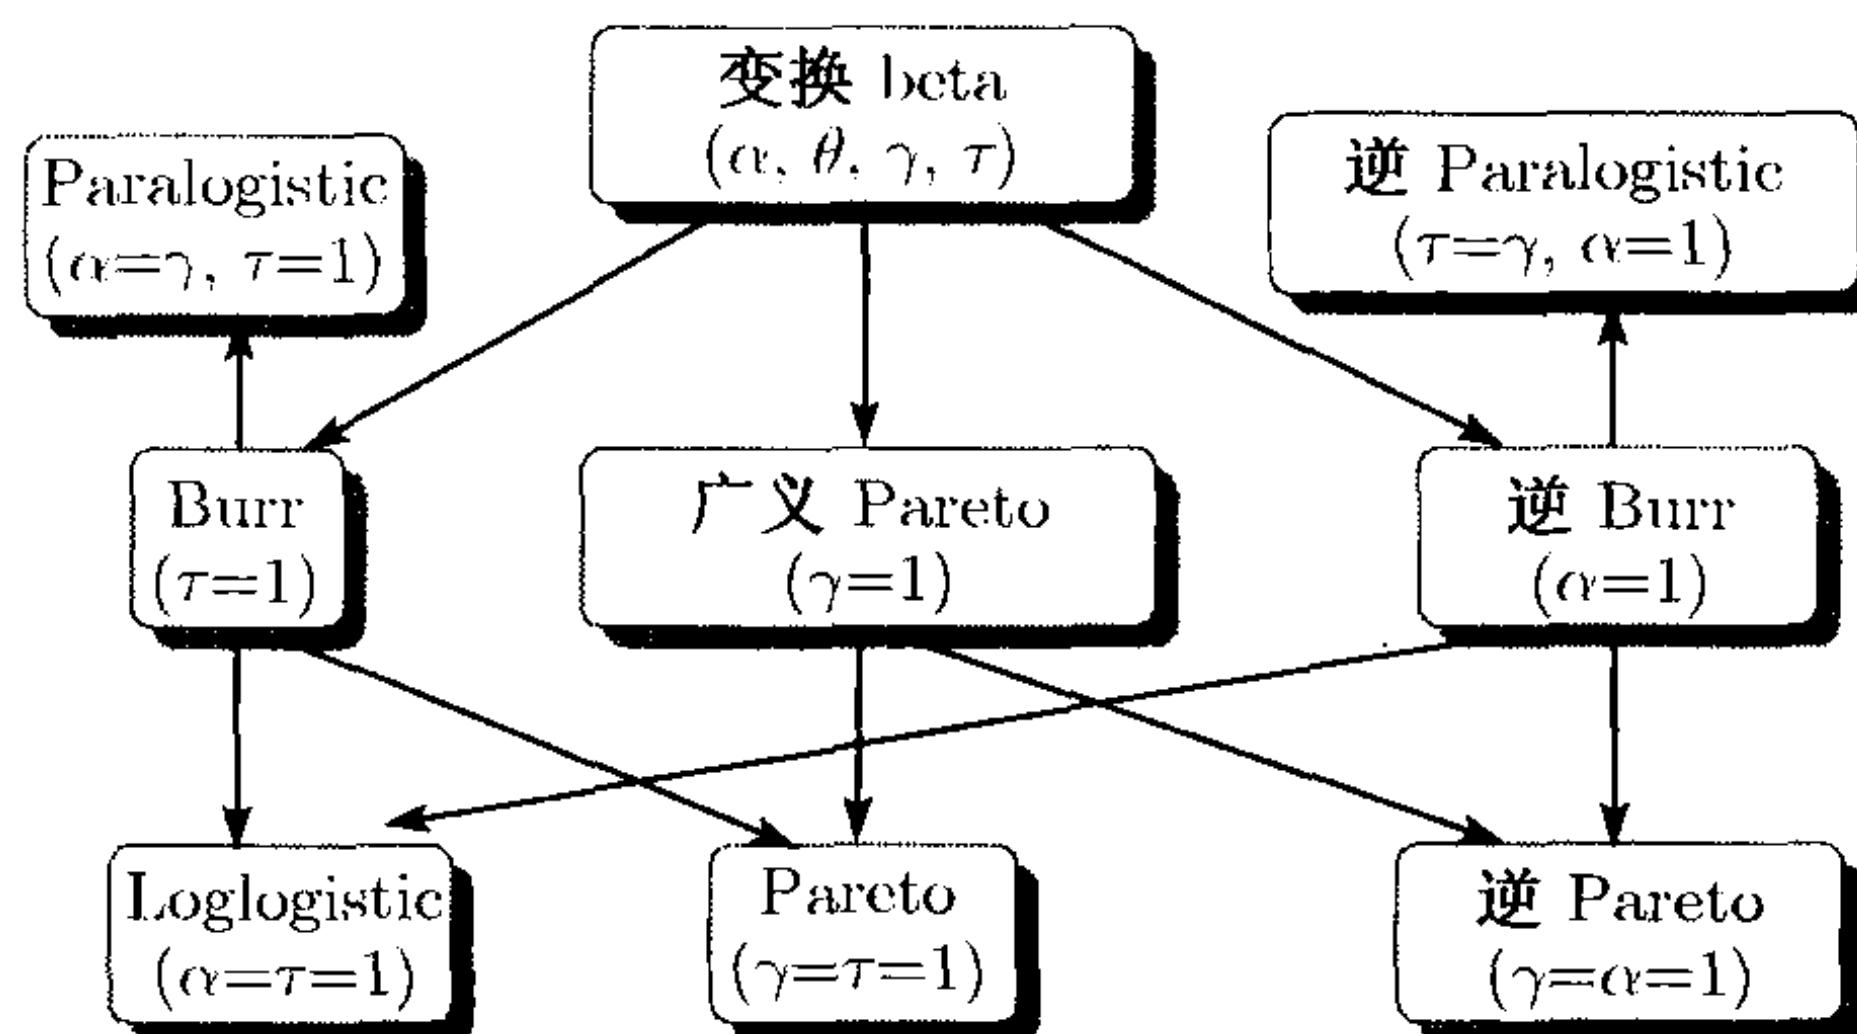 变换 beta
(α, θ, γ, τ)
Paralogistic
(α=γ, τ=1)
逆 Paralogistic
(τ=γ, α=1)
Burr
(τ=1)
广义 Pareto
(γ=1)
逆 Burr
(α=1)
Loglogistic
(α=τ=1)
Pareto
(γ=τ=1)
逆 Pareto
(γ=α=1)